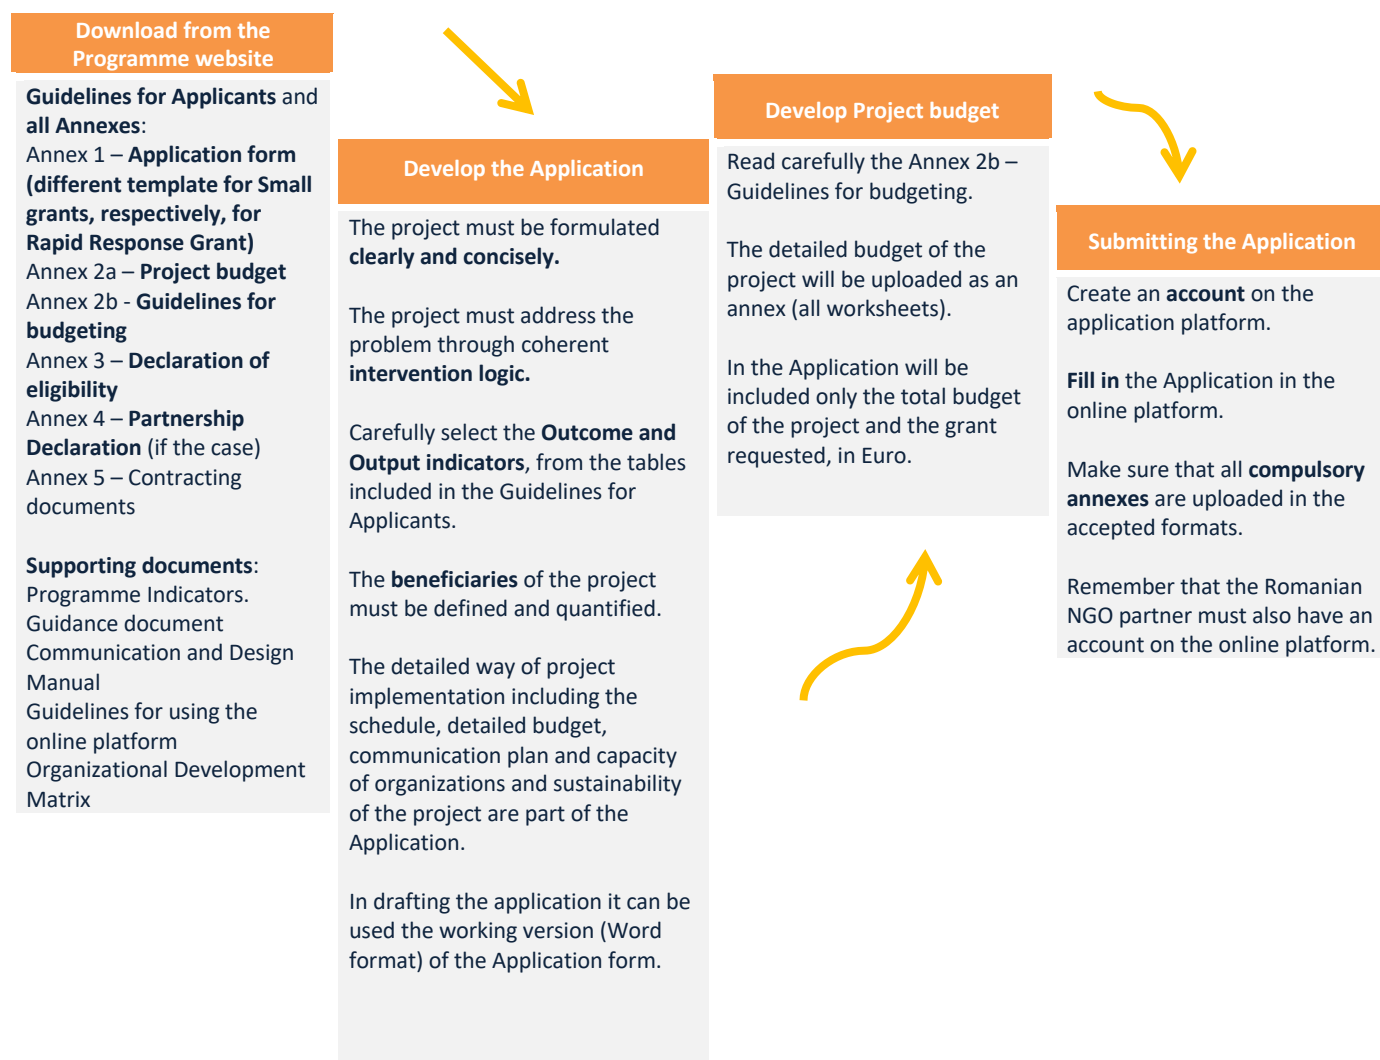 Download from the
Programme website
Guidelines for Applicants and
all Annexes:
Annex 1 – Application form
(different template for Small
grants, respectively, for
Rapid Response Grant)
Annex 2a – Project budget
Annex 2b - Guidelines for
budgeting
Annex 3 – Declaration of
eligibility
Annex 4 – Partnership
Declaration (if the case)
Annex 5 – Contracting
documents
Supporting documents:
Programme Indicators.
Guidance document
Communication and Design
Manual
Guidelines for using the
online platform
Organizational Development
Matrix
Develop the Application
The project must be formulated
clearly and concisely.
The project must address the
problem through coherent
intervention logic.
Carefully select the Outcome and
Output indicators, from the tables
included in the Guidelines for
Applicants.
The beneficiaries of the project
must be defined and quantified.
The detailed way of project
implementation including the
schedule, detailed budget,
communication plan and capacity
of organizations and sustainability
of the project are part of the
Application.
In drafting the application it can be
used the working version (Word
format) of the Application form.
Develop Project budget
Read carefully the Annex 2b –
Guidelines for budgeting.
The detailed budget of the
project will be uploaded as an
annex (all worksheets).
In the Application will be
included only the total budget
of the project and the grant
requested, in Euro.
Submitting the Application
Create an account on the
application platform.
Fill in the Application in the
online platform.
Make sure that all compulsory
annexes are uploaded in the
accepted formats.
Remember that the Romanian
NGO partner must also have an
account on the online platform.